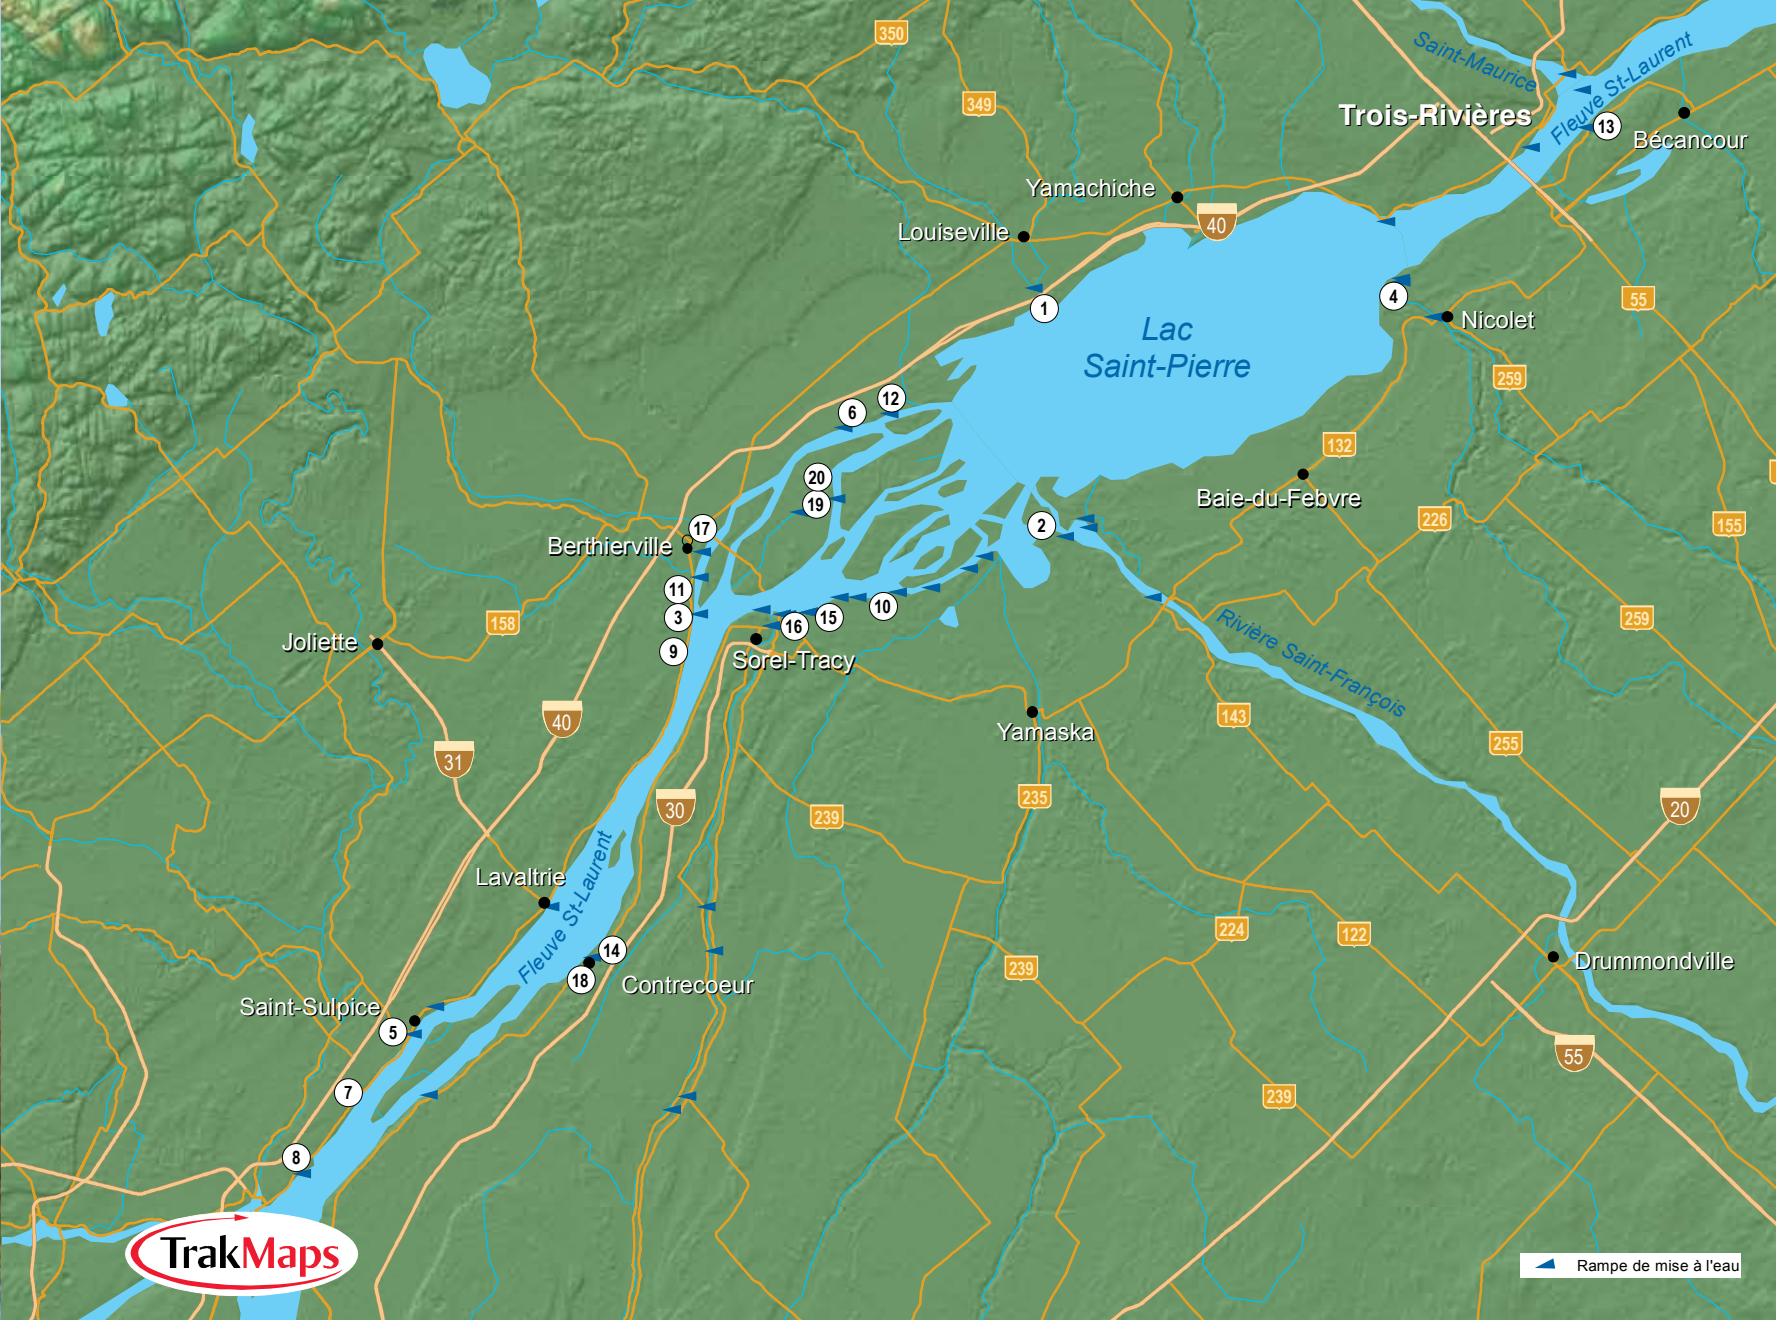 350
Saint-Maurice
Fleuve St-Laurent
349
Trois-Rivières
13
Bécancour
Yamachiche
40
Louiseville
1
4
55
Nicolet
Lac
Saint-Pierre
259
12
6
132
20
19
Baie-du-Febvre
226
155
17
2
Berthierville
11
3
10
15
16
158
Rivière Saint-François
259
Joliette
9
Sorel-Tracy
40
143
Yamaska
255
31
30
235
239
20
Lavaltrie
Fleuve St-Laurent
224
122
14
239
Drummondville
18
Contrecoeur
Saint-Sulpice
5
55
7
239
8
TrakMaps
Rampe de mise à l'eau